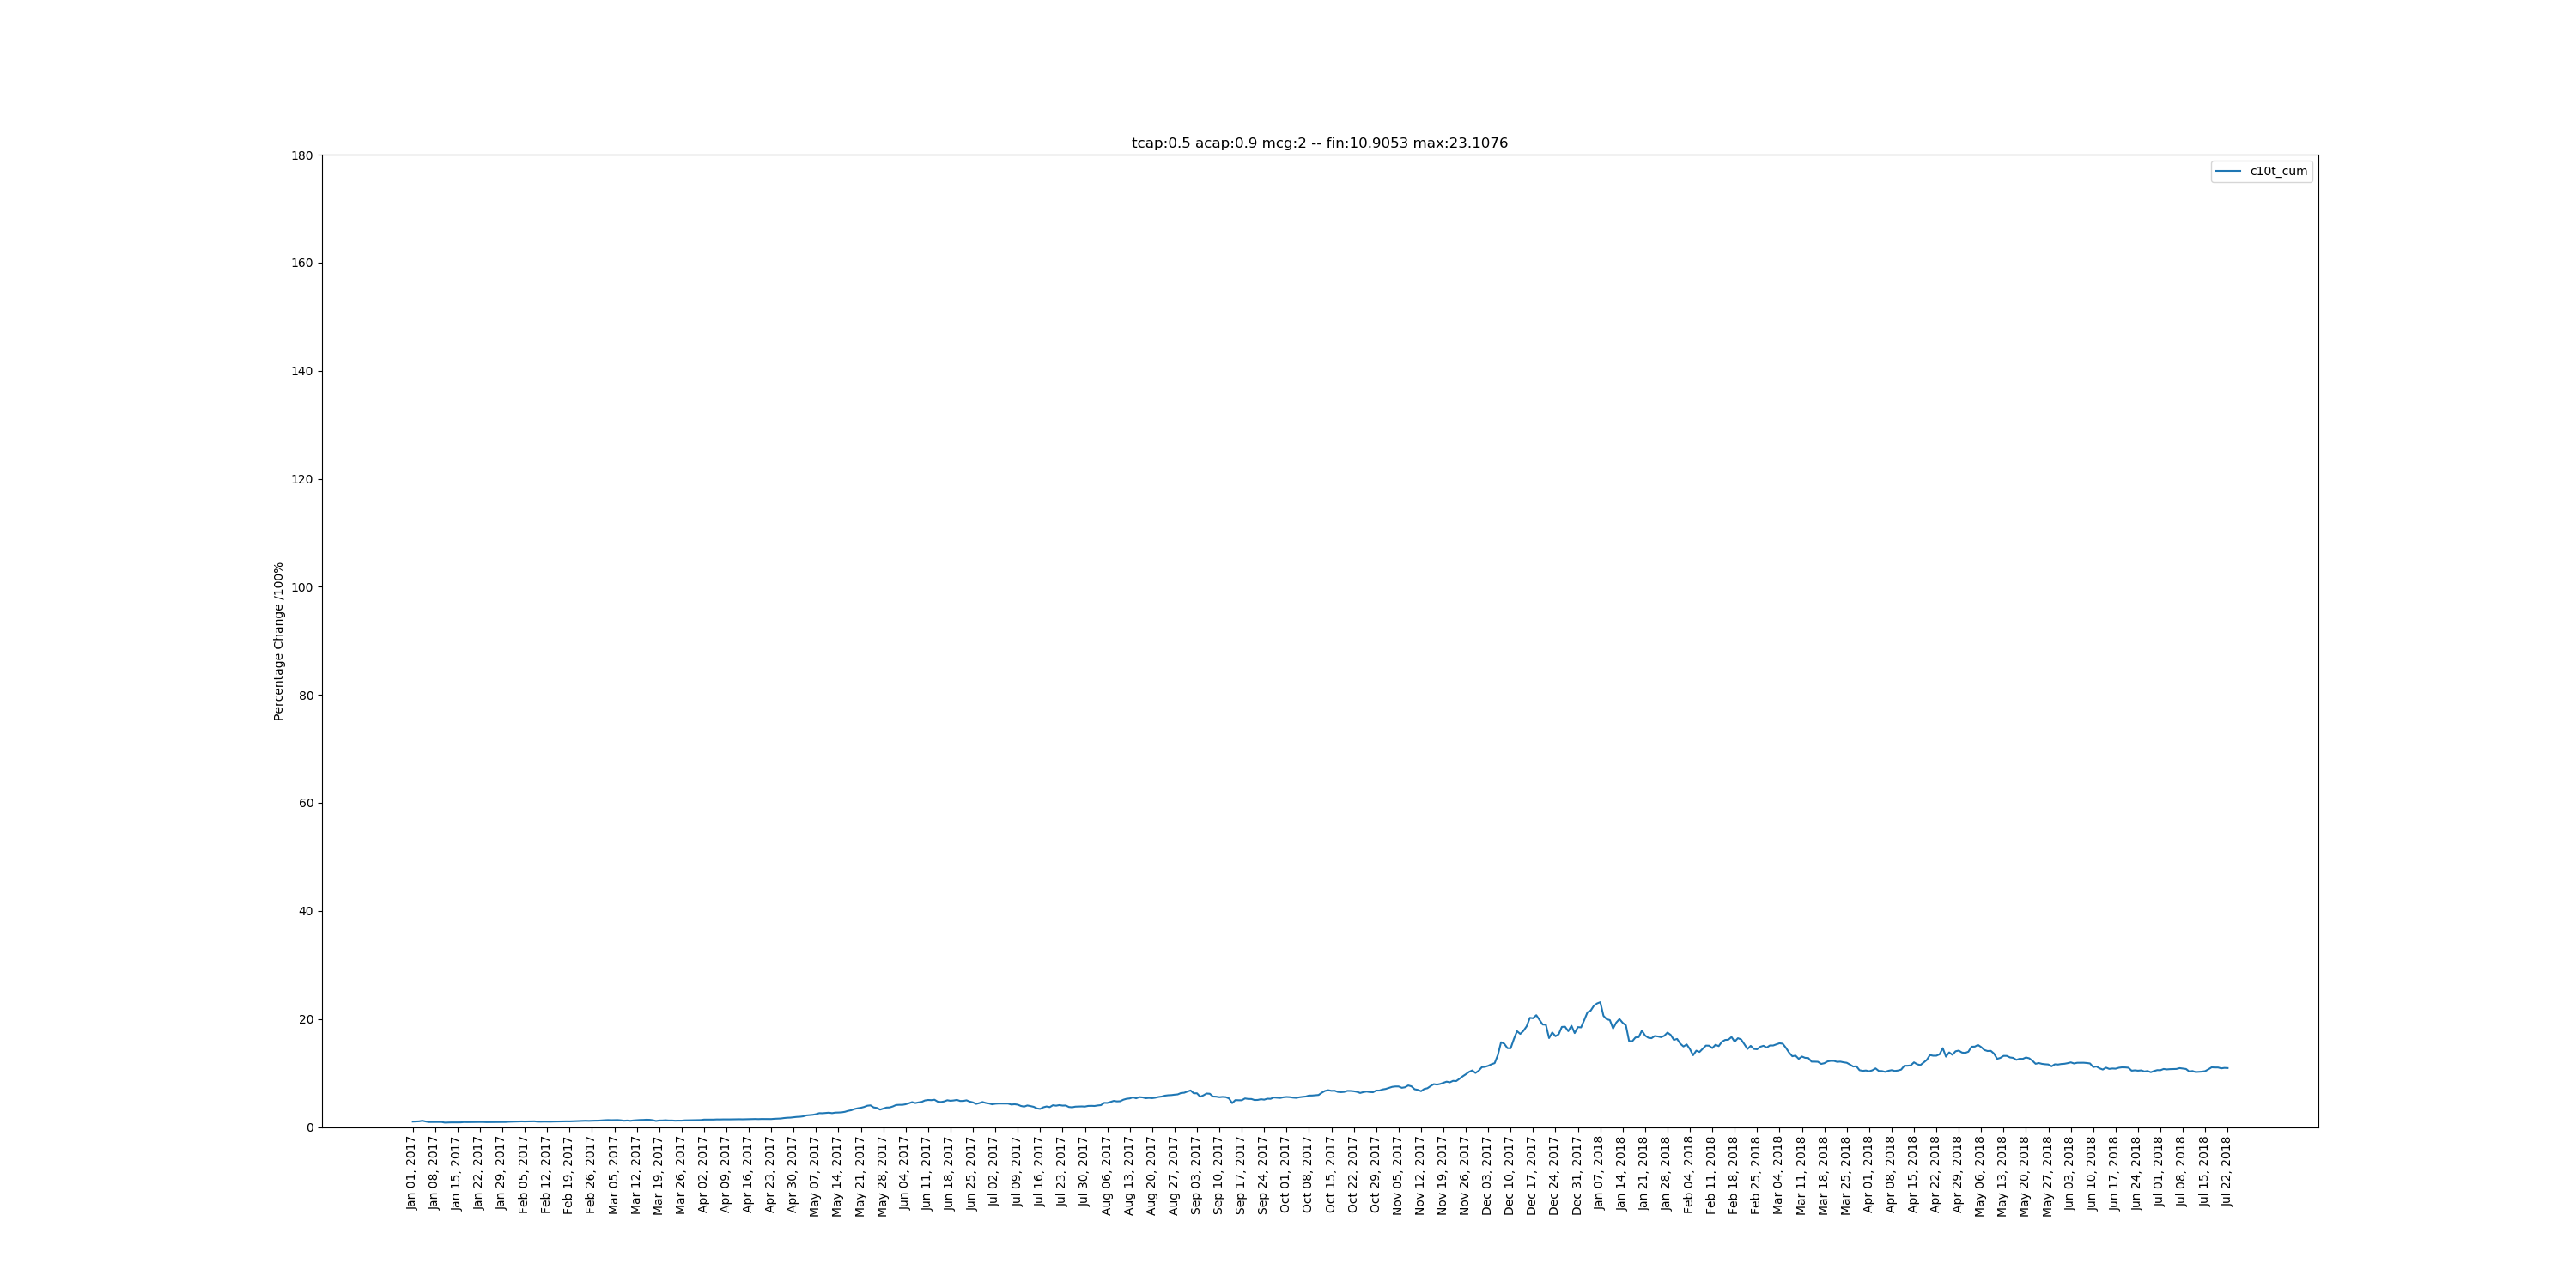 tcap:0.5 acap:0.9 mcg:2 -- fin:10.9053 max:23.1076
c10t_cum
Percentage Change /100%
180
160
140
120
100
80
60
40
20
0
Jan 01, 2017
Jan 08, 2017
Jan 15, 2017
Jan 22, 2017
Jan 29, 2017
Feb 05, 2017
Feb 12, 2017
Feb 19, 2017
Feb 26, 2017
Mar 05, 2017
Mar 12, 2017
Mar 19, 2017
Mar 26, 2017
Apr 02, 2017
Apr 09, 2017
Apr 16, 2017
Apr 23, 2017
Apr 30, 2017
May 07, 2017
May 14, 2017
May 21, 2017
May 28, 2017
Jun 04, 2017
Jun 11, 2017
Jun 18, 2017
Jun 25, 2017
Jul 02, 2017
Jul 09, 2017
Jul 16, 2017
Jul 23, 2017
Jul 30, 2017
Aug 06, 2017
Aug 13, 2017
Aug 20, 2017
Aug 27, 2017
Sep 03, 2017
Sep 10, 2017
Sep 17, 2017
Sep 24, 2017
Oct 01, 2017
Oct 08, 2017
Oct 15, 2017
Oct 22, 2017
Oct 29, 2017
Nov 05, 2017
Nov 12, 2017
Nov 19, 2017
Nov 26, 2017
Dec 03, 2017
Dec 10, 2017
Dec 17, 2017
Dec 24, 2017
Dec 31, 2017
Jan 07, 2018
Jan 14, 2018
Jan 21, 2018
Jan 28, 2018
Feb 04, 2018
Feb 11, 2018
Feb 18, 2018
Feb 25, 2018
Mar 04, 2018
Mar 11, 2018
Mar 18, 2018
Mar 25, 2018
Apr 01, 2018
Apr 08, 2018
Apr 15, 2018
Apr 22, 2018
Apr 29, 2018
May 06, 2018
May 13, 2018
May 20, 2018
May 27, 2018
Jun 03, 2018
Jun 10, 2018
Jun 17, 2018
Jun 24, 2018
Jul 01, 2018
Jul 08, 2018
Jul 15, 2018
Jul 22, 2018